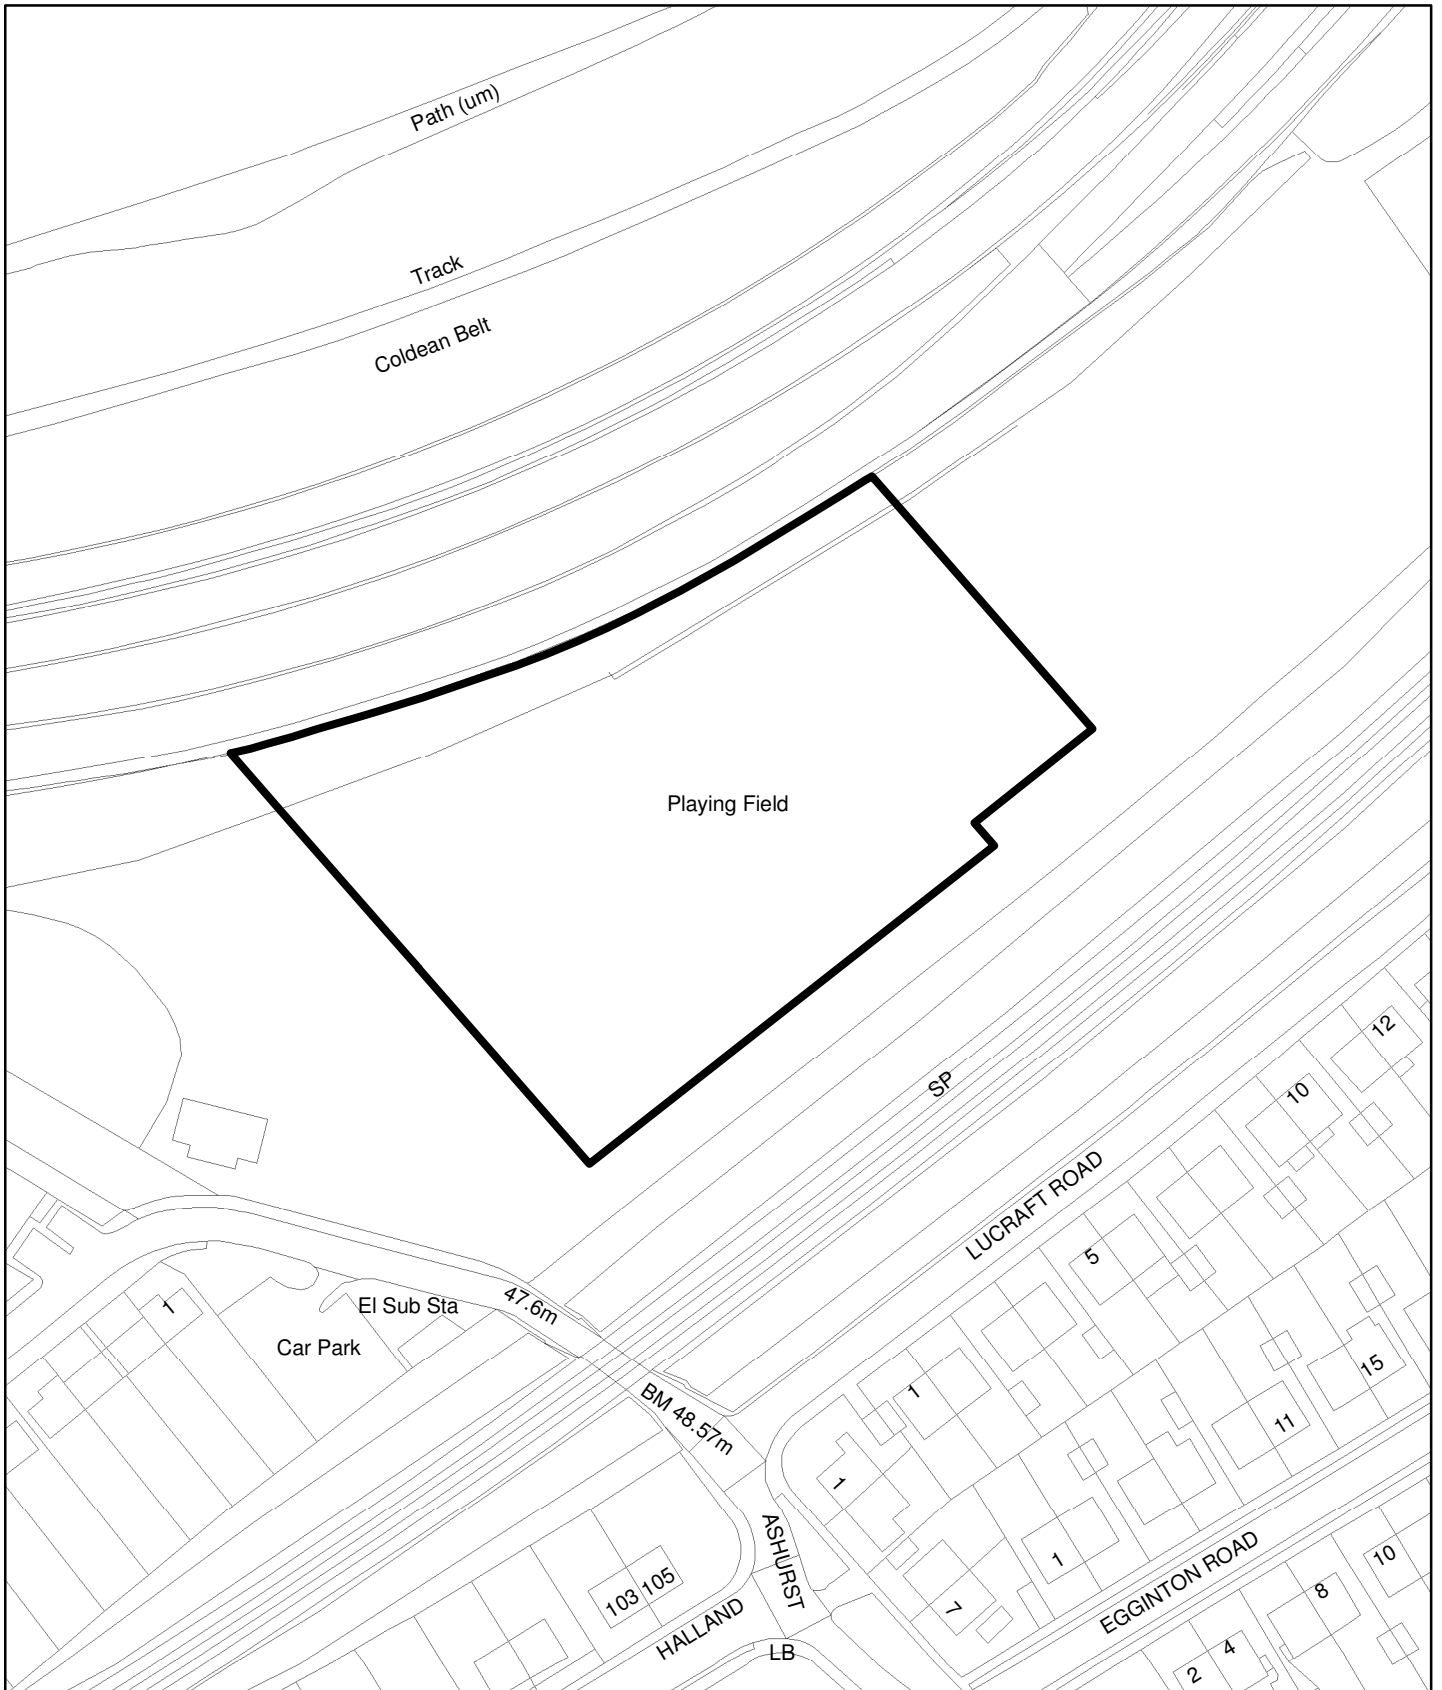 Path (um)
Track
Coldean Belt
Playing Field
12
SP
10
LUCRAFT ROAD
5
47.6m
1
El Sub Sta
Car Park
15
BM 48.57m
1
11
1
ASHURST
1
EGGINTON ROAD
10
103 105
8
7
HALLAND
LB
4
2